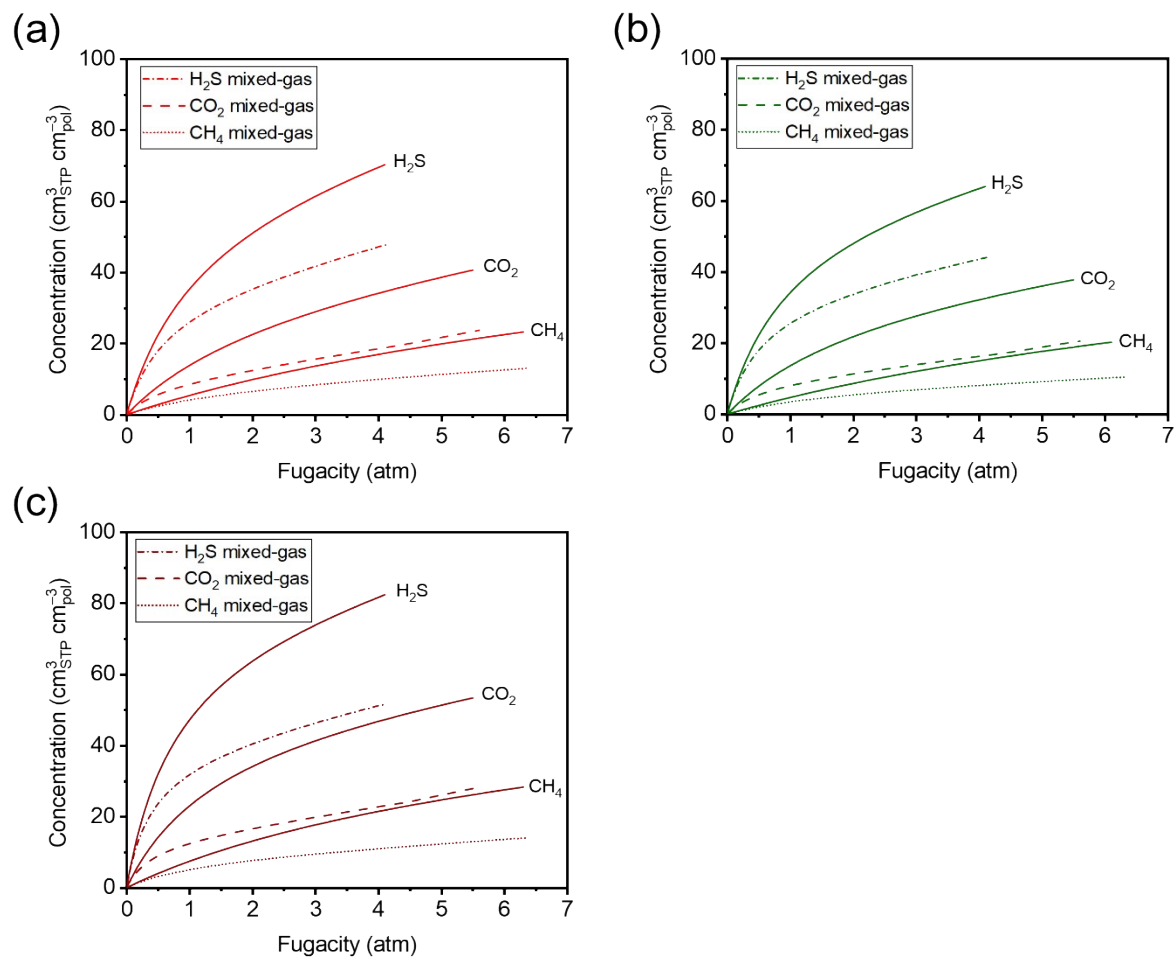 (a)
Concentration (cm³STP cm⁻³pol)
100
80
60
40
20
0
H₂S mixed-gas
CO₂ mixed-gas
CH₄ mixed-gas
H₂S
CO₂
CH₄
0 1 2 3 4 5 6 7
Fugacity (atm)
(b)
Concentration (cm³STP cm⁻³pol)
100
80
60
40
20
0
H₂S mixed-gas
CO₂ mixed-gas
CH₄ mixed-gas
H₂S
CO₂
CH₄
0 1 2 3 4 5 6 7
Fugacity (atm)
(c)
Concentration (cm³STP cm⁻³pol)
100
80
60
40
20
0
H₂S mixed-gas
CO₂ mixed-gas
CH₄ mixed-gas
H₂S
CO₂
CH₄
0 1 2 3 4 5 6 7
Fugacity (atm)